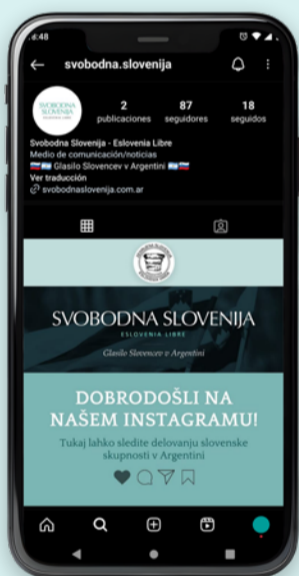 6:48
svobodna.slovenija
SVOBODNA
SLOVENIJA
2
87
18
publicaciones
seguidores
seguidos
Svobodna Slovenija - Eslovenia Libre
Medio de comunicación/noticias
🇸🇮🇦🇷 Glasilo Slovencev v Argentini 🇦🇷🇸🇮
Ver traducción
svobodnaslovenija.com.ar
SVOBODNA SLOVENIJA
ESLOVENIA LIBRE
Glasilo Slovencev v Argentini
DOBRODOŠLI NA
NAŠEM INSTAGRAMU!
Tukaj lahko sledite delovanju slovenske
skupnosti v Argentini